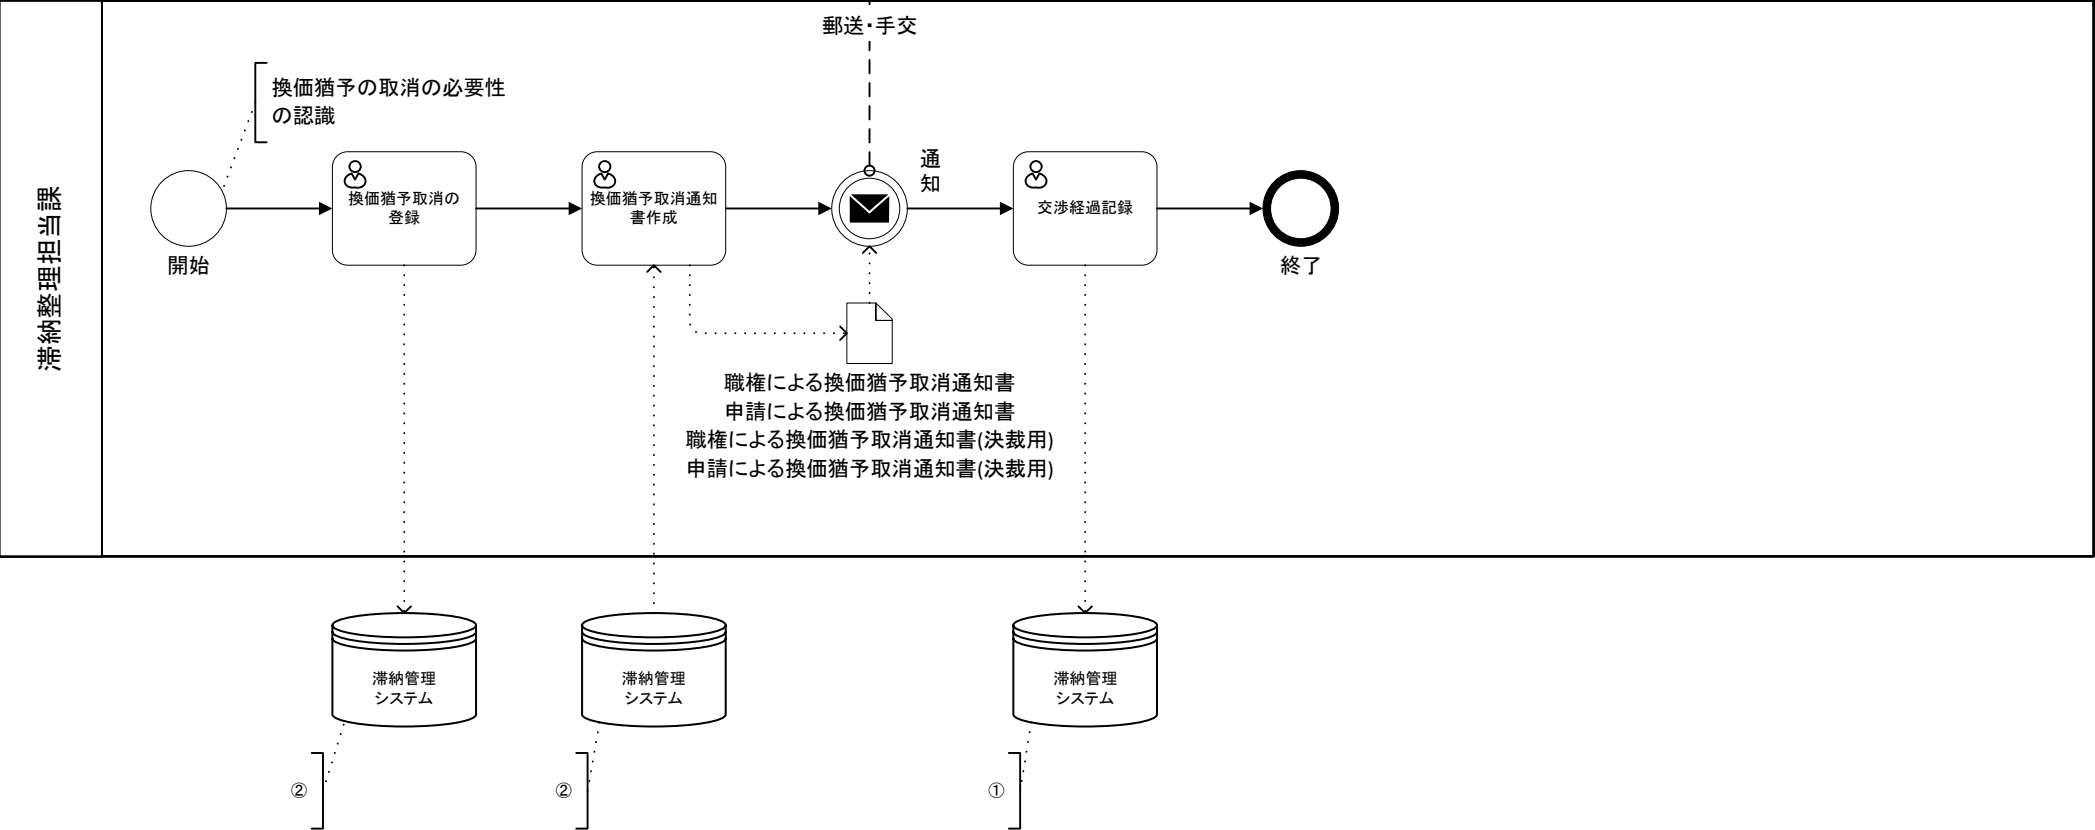 郵送・手交
換価猶予の取消の必要性
の認識
滞納整理担当課
開始
換価猶予取消の
登録
換価猶予取消通知
書作成
通
知
交渉経過記録
終了
職権による換価猶予取消通知書
申請による換価猶予取消通知書
職権による換価猶予取消通知書(決裁用)
申請による換価猶予取消通知書(決裁用)
滞納管理
システム
滞納管理
システム
滞納管理
システム
②
②
①